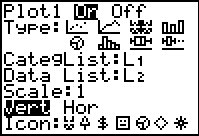 Plot1 On Off
Type:
CategList:L1
Data List:L2
Scale:1
Vert Hor
Icon: $